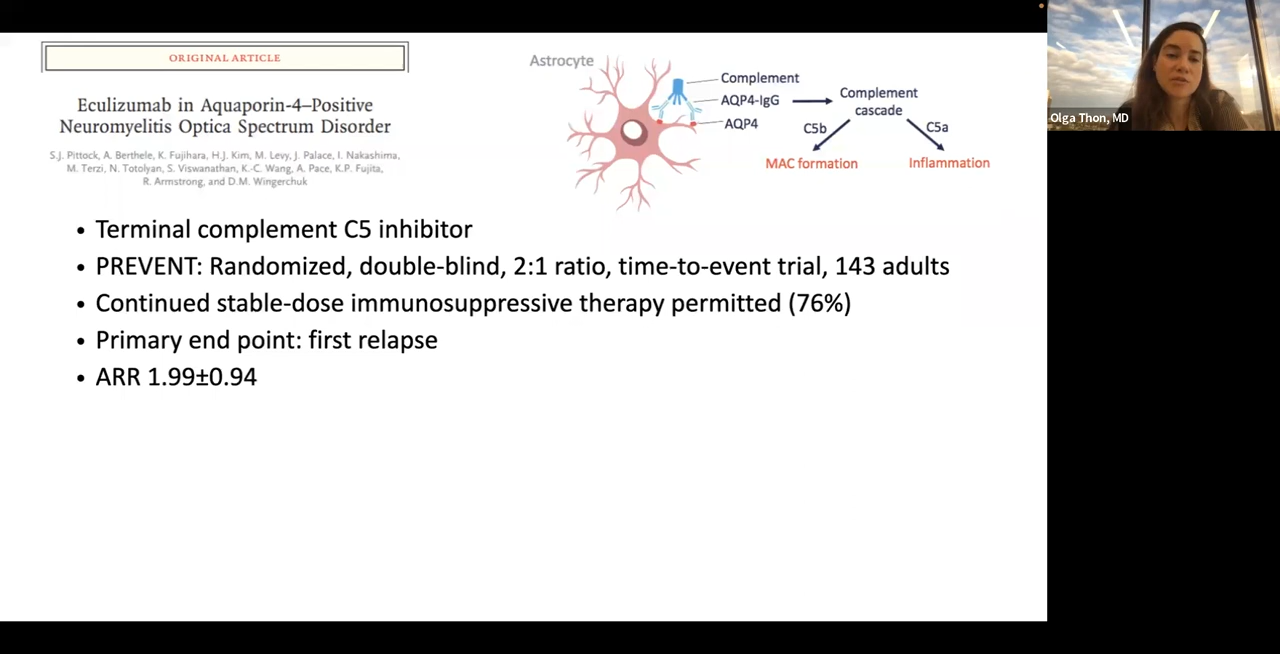 ORIGINAL ARTICLE
Eculizumab in Aquaporin-4–Positive
Neuromyelitis Optica Spectrum Disorder
S.J. Pittock, A. Berthele, K. Fujihara, H.J. Kim, M. Levy, J. Palace, I. Nakashima,
M. Terzi, N. Totolyan, S. Viswanathan, K.-C. Wang, A. Pace, K.P. Fujita,
R. Armstrong, and D.M. Wingerchuk
Astrocyte
Complement
AQP4-IgG
AQP4
Complement
cascade
C5b
C5a
MAC formation
Inflammation
Olga Thon, MD
• Terminal complement C5 inhibitor
• PREVENT: Randomized, double-blind, 2:1 ratio, time-to-event trial, 143 adults
• Continued stable-dose immunosuppressive therapy permitted (76%)
• Primary end point: first relapse
• ARR 1.99±0.94